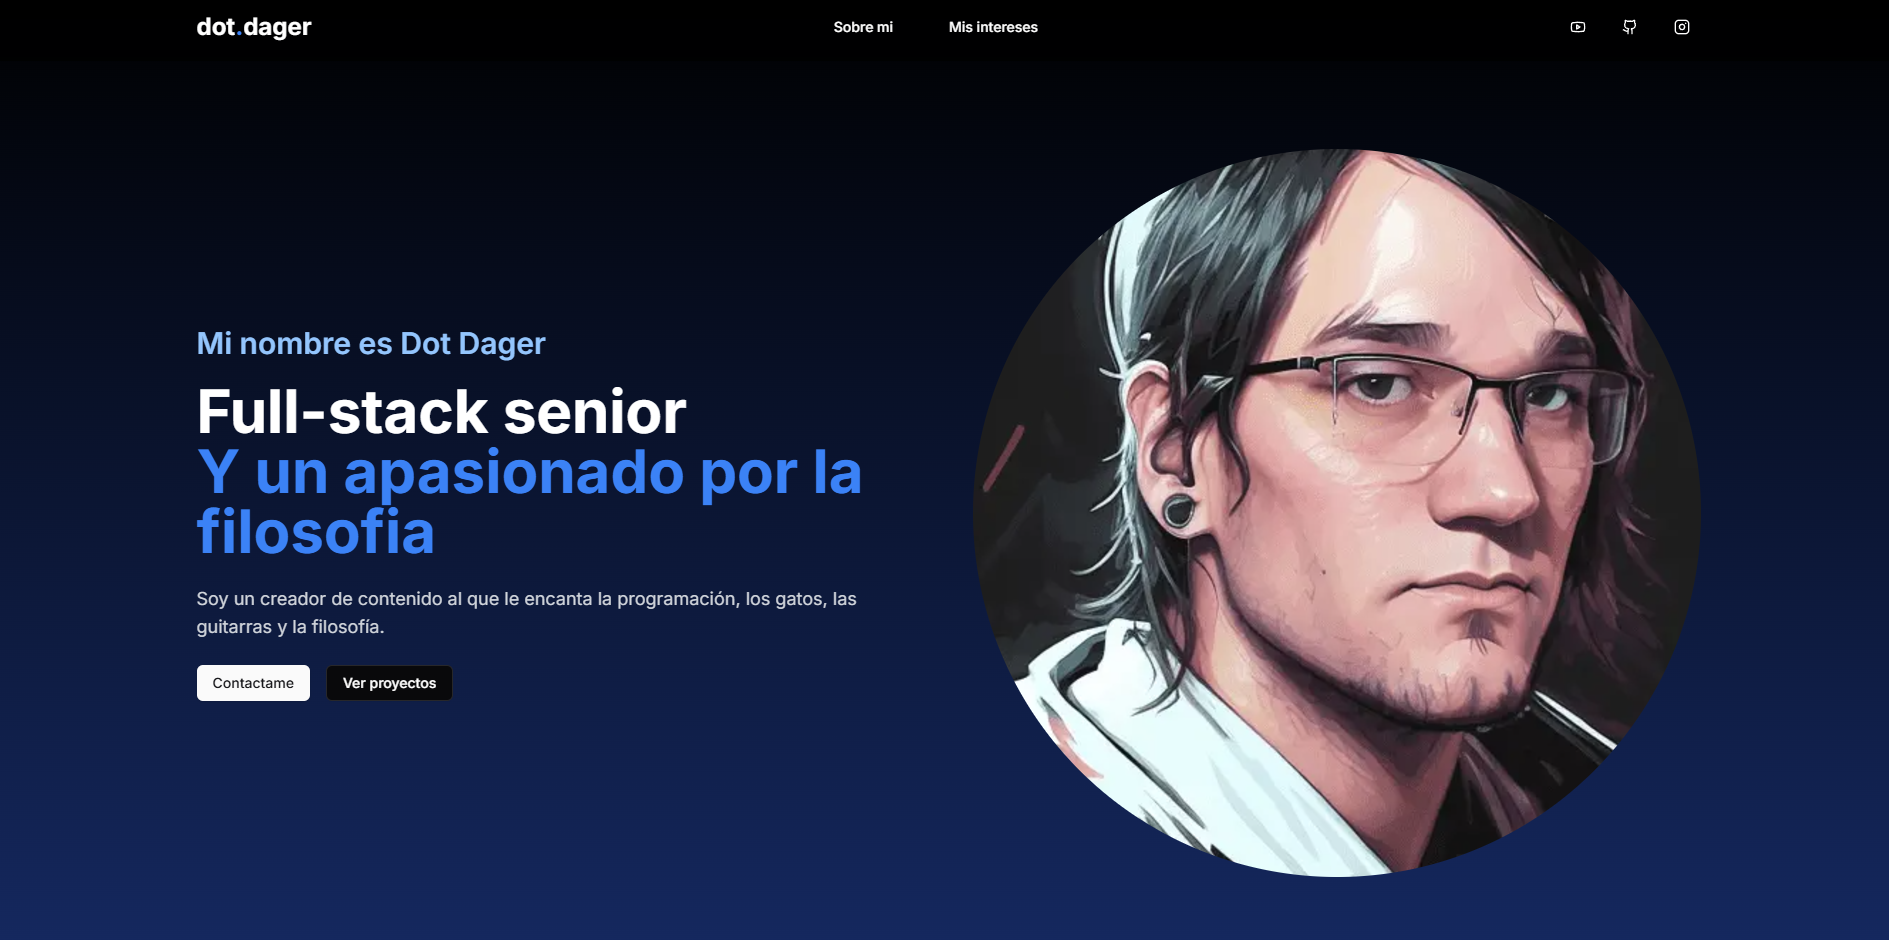 dot.dager
Sobre mi
Mis intereses
Mi nombre es Dot Dager
Full-stack senior
Y un apasionado por la
filosofia
Soy un creador de contenido al que le encanta la programación, los gatos, las
guitarras y la filosofía.
Contactame
Ver proyectos